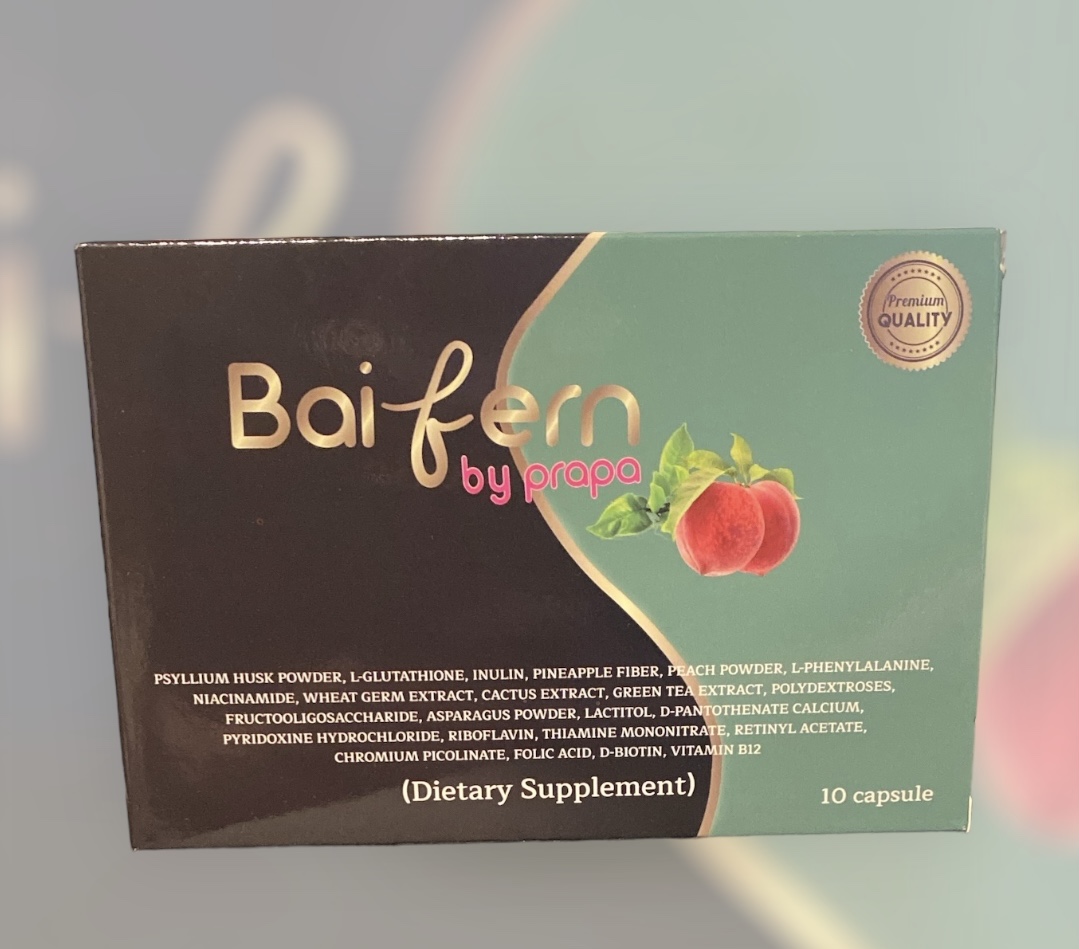 Premium
QUALITY
Baifern
by prapa
PSYLLIUM HUSK POWDER, L-GLUTATHIONE, INULIN, PINEAPPLE FIBER, PEACH POWDER, L-PHENYLALANINE,
NIACINAMIDE, WHEAT GERM EXTRACT, CACTUS EXTRACT, GREEN TEA EXTRACT, POLYDEXTROSES,
FRUCTOOLIGOSACCHARIDE, ASPARAGUS POWDER, LACTITOL, D-PANTOTHENATE CALCIUM,
PYRIDOXINE HYDROCHLORIDE, RIBOFLAVIN, THIAMINE MONONITRATE, RETINYL ACETATE,
CHROMIUM PICOLINATE, FOLIC ACID, D-BIOTIN, VITAMIN B12
(Dietary Supplement)
10 capsule